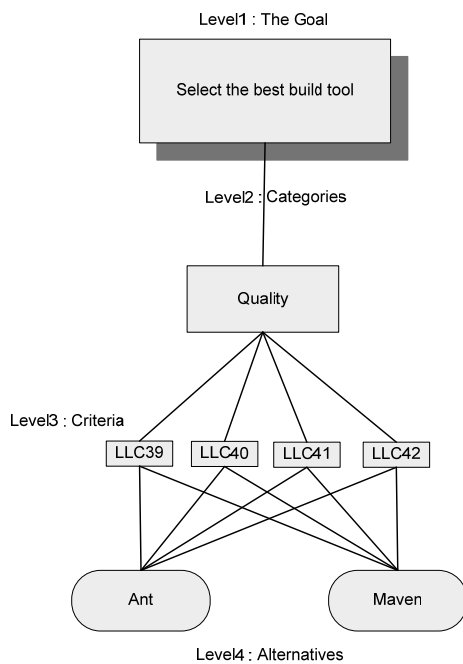 Level1 : The Goal
Select the best build tool
Level2 : Categories
Quality
Level3 : Criteria
LLC39
LLC40
LLC41
LLC42
Ant
Maven
Level4 : Alternatives